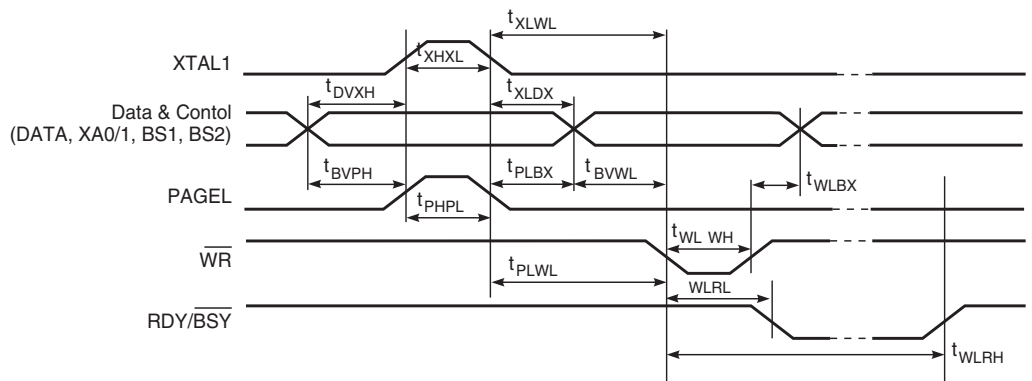 tXLWL
XTAL1
tXHXL
tDVXH
tXLDX
Data & Contol
(DATA, XA0/1, BS1, BS2)
tBVPH
tPLBX
tBVWL
tWLBX
PAGEL
tPHPL
tWL WH
WR
tPLWL
WLRL
RDY/BSY
tWLRH